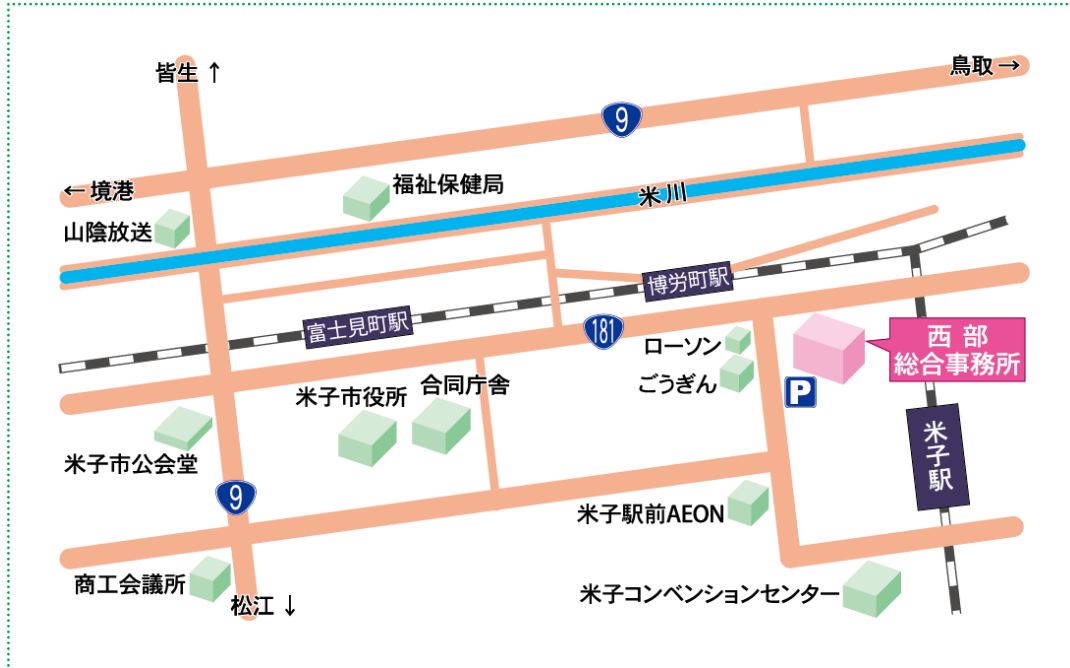 皆生 ↑
鳥取 →
9
← 境港
福祉保健局
米川
山陰放送
博労町駅
富士見町駅
181
西部
総合事務所
ローソン
ごうぎん
P
合同庁舎
米子市役所
米子駅
米子市公会堂
9
米子駅前AEON
商工会議所
米子コンベンションセンター
松江 ↓